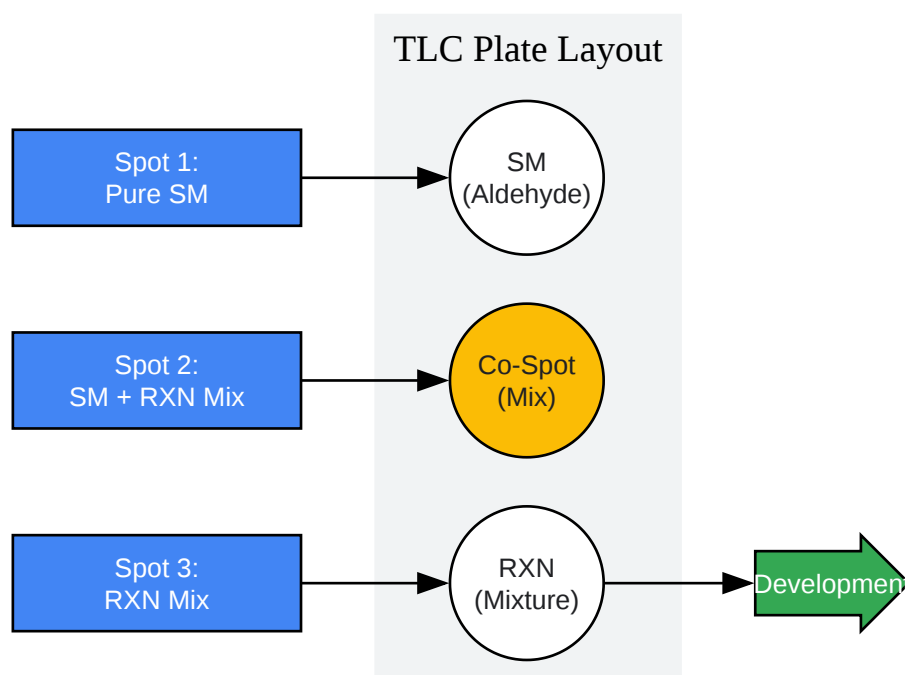 TLC Plate Layout
Spot 1:
Pure SM
SM
(Aldehyde)
Spot 2:
SM + RXN Mix
Co-Spot
(Mix)
Spot 3:
RXN Mix
RXN
(Mixture)
Development